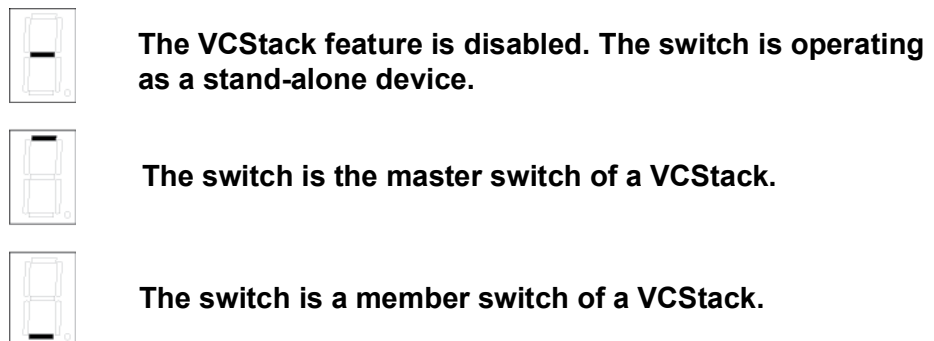 The VCStack feature is disabled. The switch is operating
as a stand-alone device.
The switch is the master switch of a VCStack.
The switch is a member switch of a VCStack.